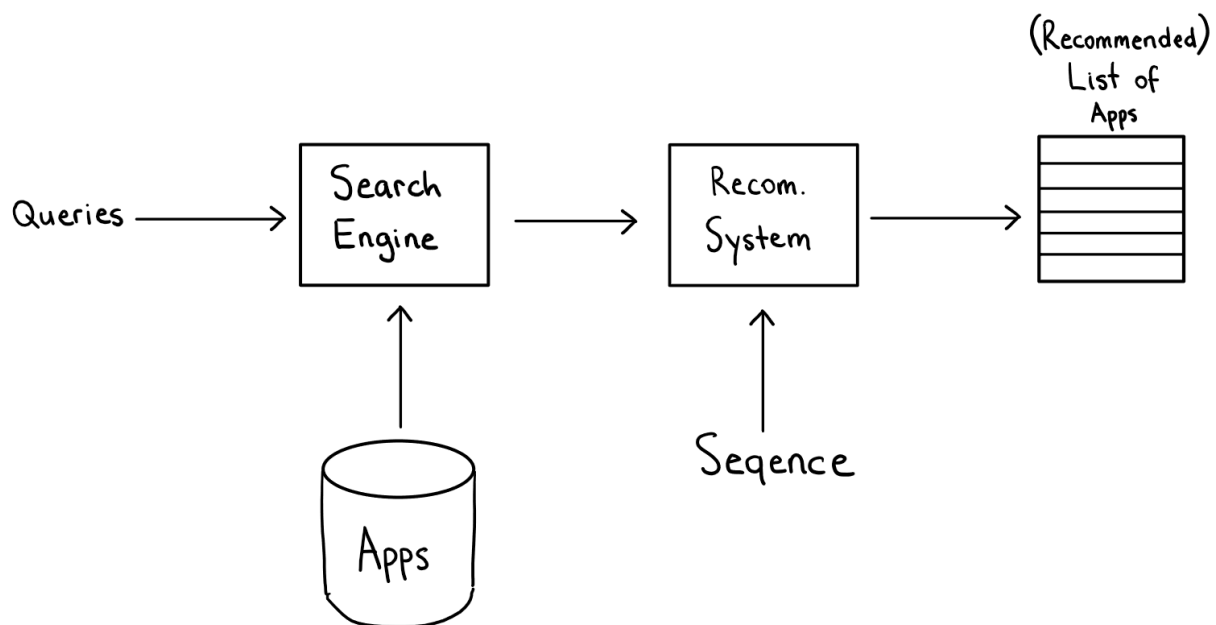 (Recommended)
List of
Apps
Search
Engine
Recom.
System
Queries
Seqence
Apps